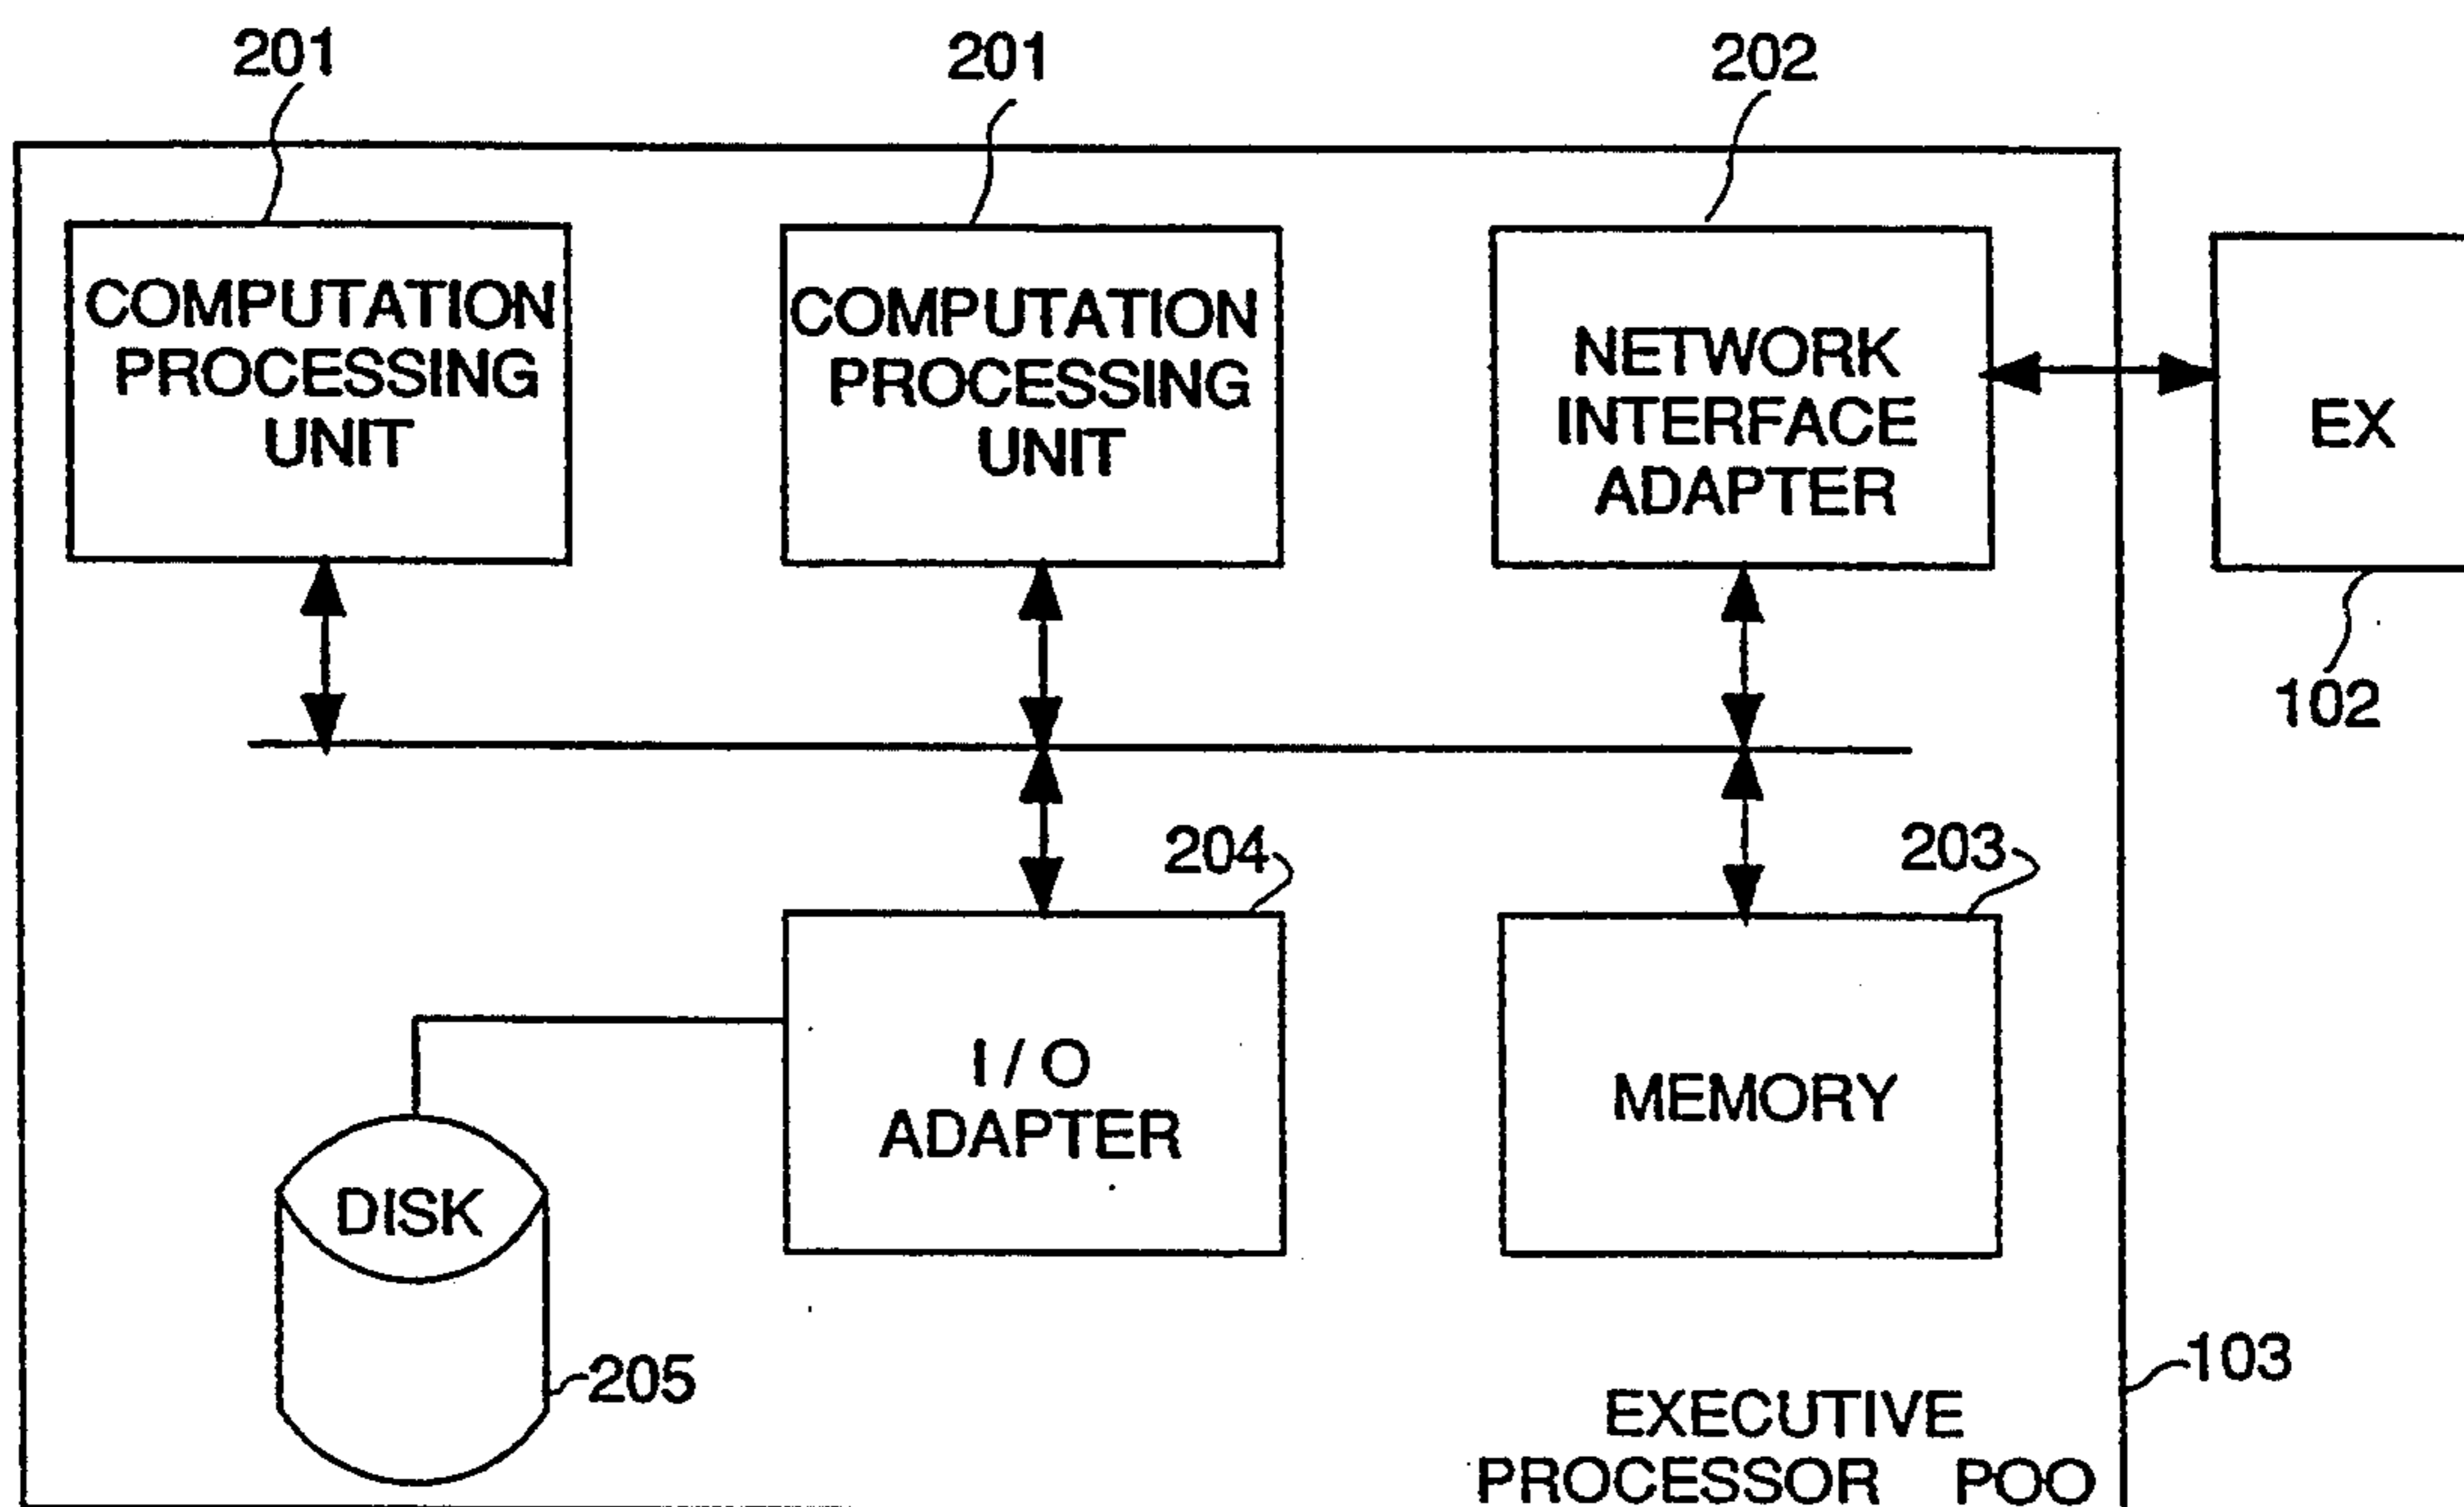 201
201
202
COMPUTATION
PROCESSING
UNIT
COMPUTATION
PROCESSING
UNIT
NETWORK
INTERFACE
ADAPTER
EX
102
204
203
I / O
ADAPTER
MEMORY
DISK
205
103
EXECUTIVE
PROCESSOR POO